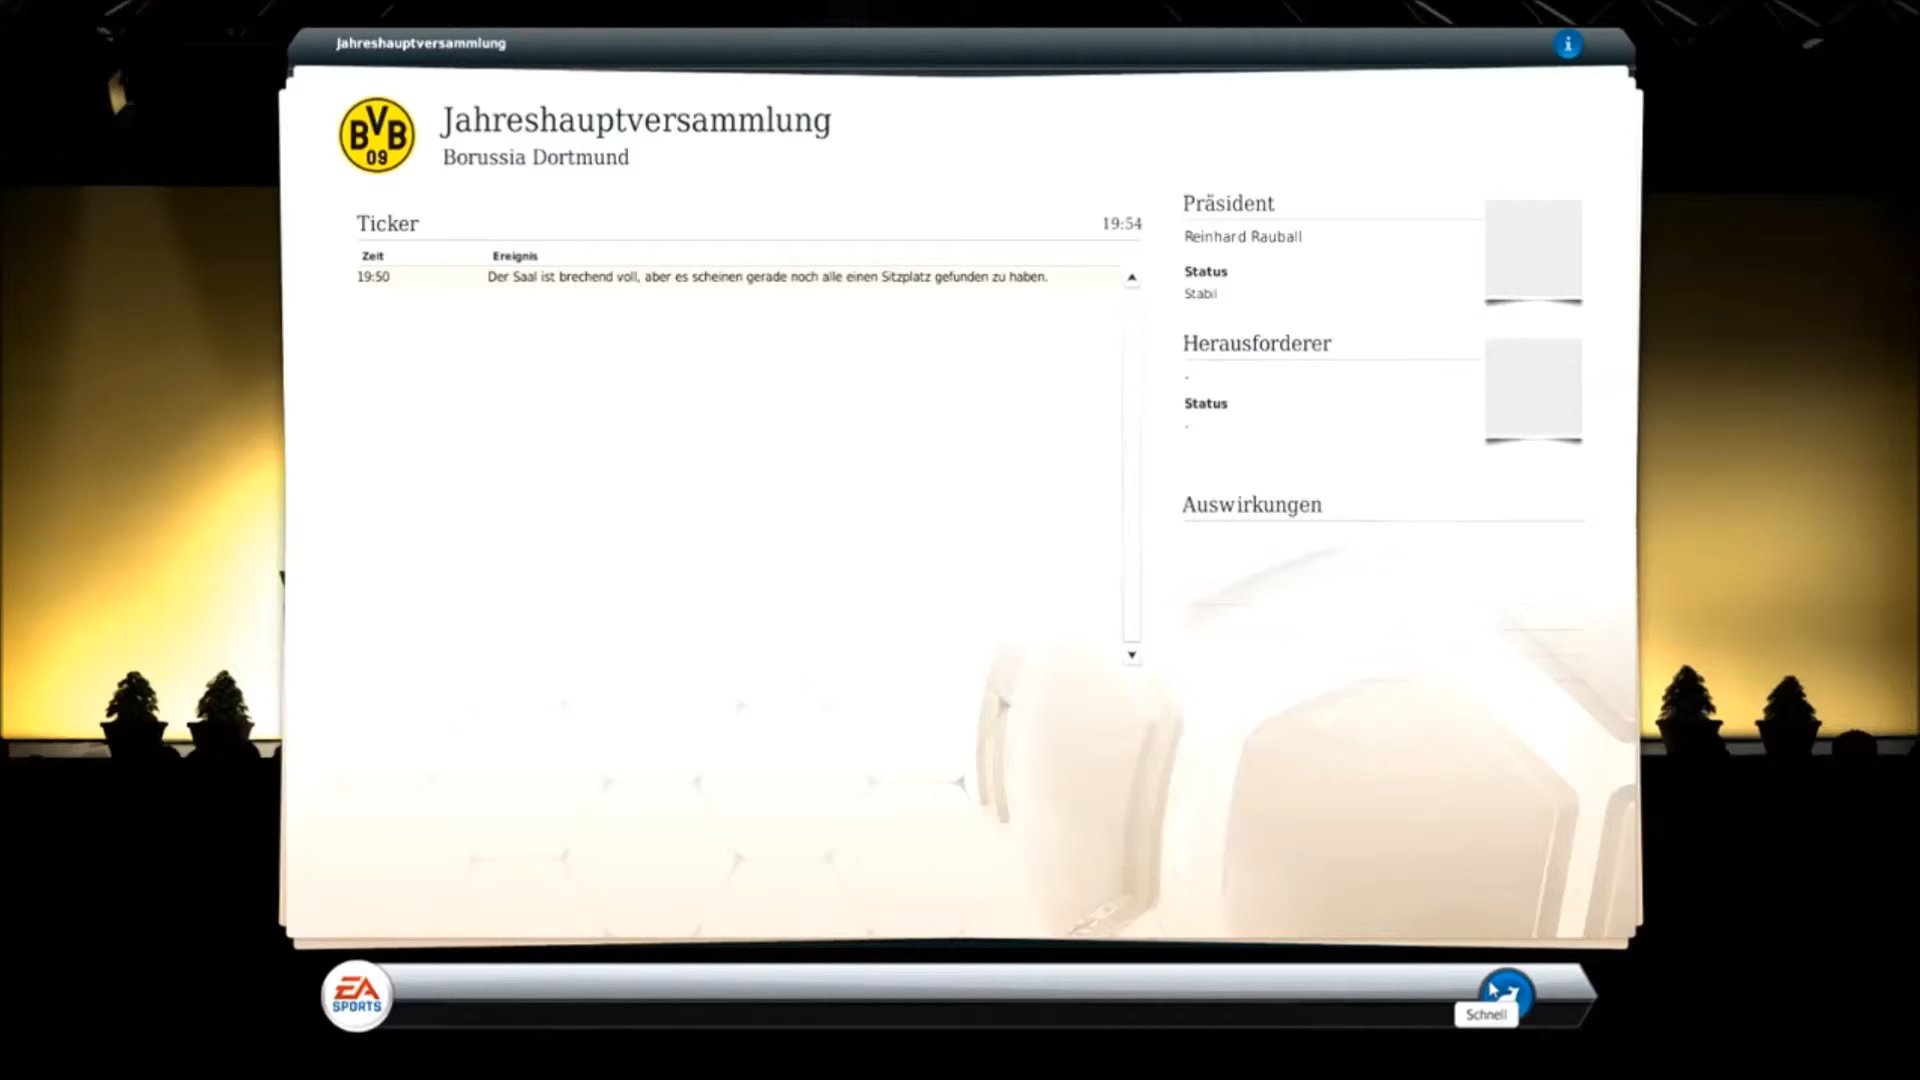 Jahreshauptversammlung
i
BVB
09
Jahreshauptversammlung
Borussia Dortmund
Ticker
19:54
Zeit
Ereignis
19:50
Der Saal ist brechend voll, aber es scheinen gerade noch alle einen Sitzplatz gefunden zu haben.
Präsident
Reinhard Rauball
Status
Stabil
Herausforderer
-
Status
-
Auswirkungen
EA
SPORTS
Schnell